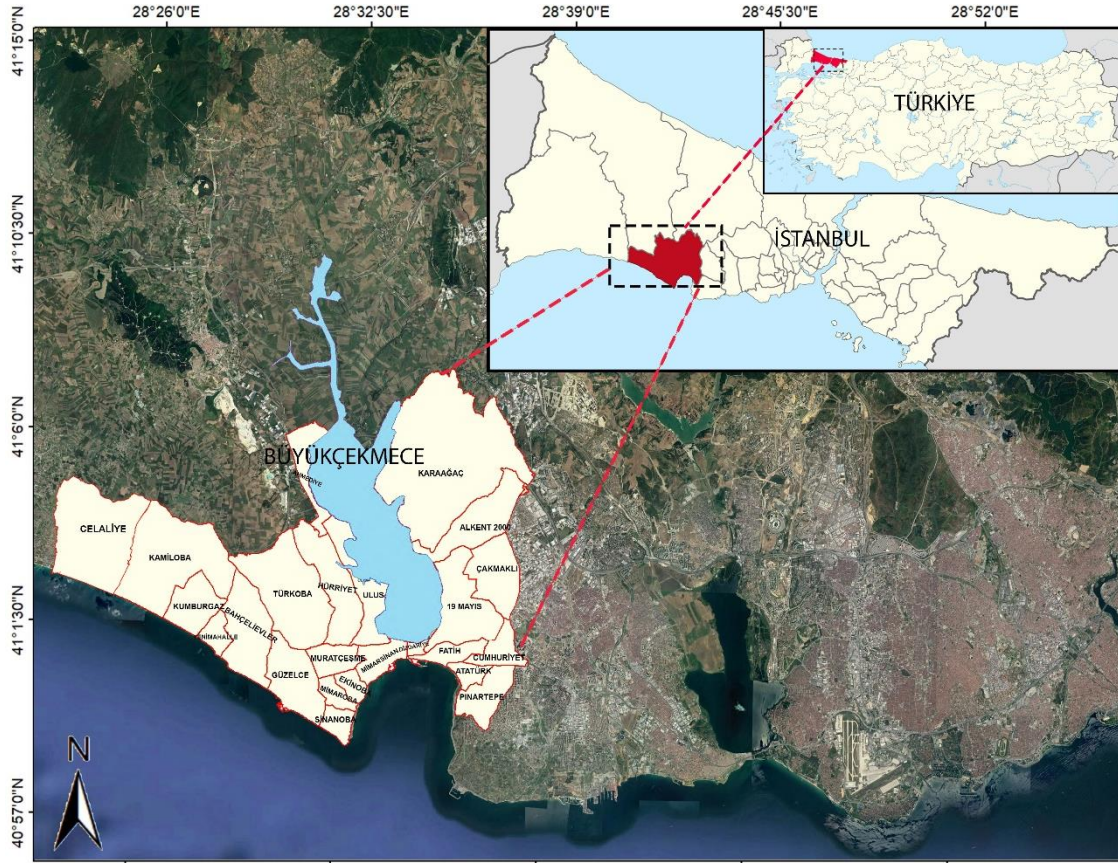 28°26'0"E
28°32'30"E
28°39'0"E
28°45'30"E
28°52'0"E
41°15'0"N
41°10'30"N
41°6'0"N
41°1'30"N
40°57'0"N
TÜRKİYE
İSTANBUL
BÜYÜKÇEKMECE
KARAAĞAÇ
CELALİYE
ALKENT 2000
KAMİLOBA
ÇAKMAKLI
HÜRRİYET
TÜRKOBA
ULUS
19 MAYIS
KUMBURGAZ
BAHÇELİEVLER
FATİH
MURATÇEŞME
CUMHURİYET
ATATÜRK
GÜZELCE
EKİNOBA
MİMAROBA
PINARTEPE
SİNANOBA
N